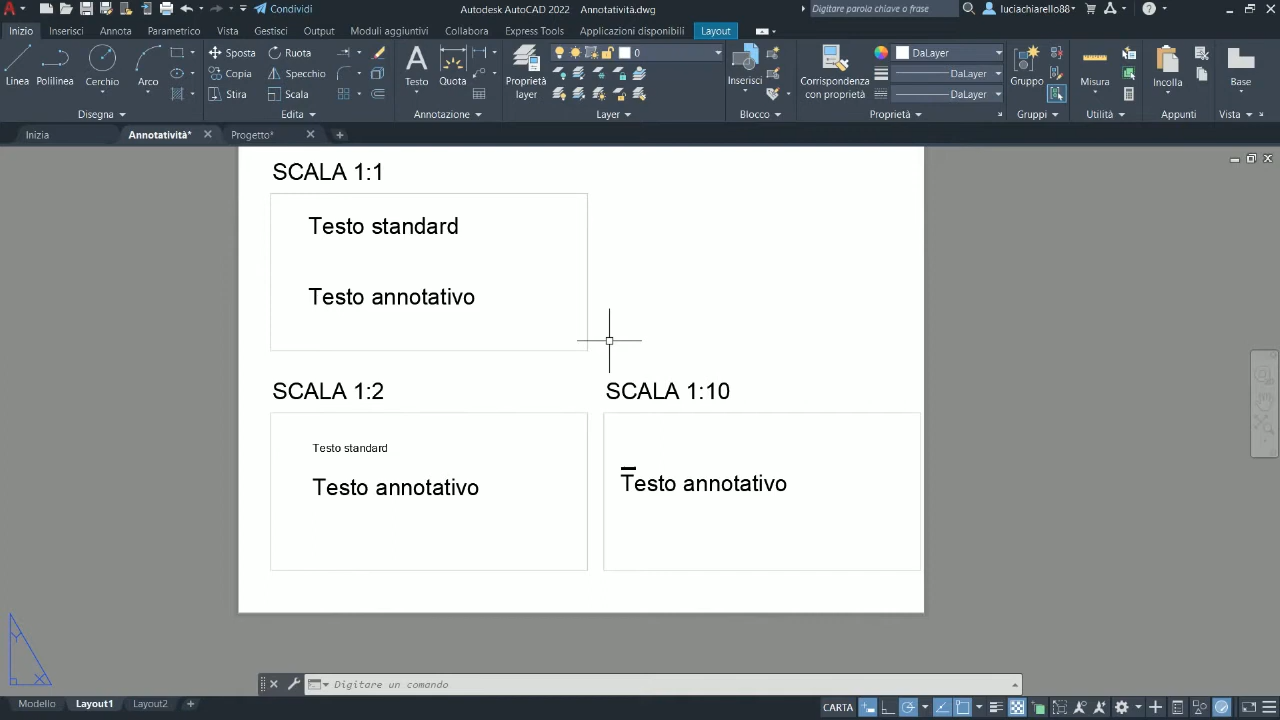 Condividi
Autodesk AutoCAD 2022 Annotatività.dwg
Digitare parola chiave o frase
luciachiarello88
Inizio Inserisci Annota Parametrico Vista Gestisci Output Moduli aggiuntivi Collabora Express Tools Applicazioni disponibili Layout
Linea Polilinea Cerchio Arco
Sposta Ruota
Copia Specchio
Stira Scala
Testo Quota
Proprietà layer
0
Inserisci
Corrispondenza con proprietà
DaLayer
DaLayer
DaLayer
Gruppo
Misura
Incolla
Base
Disegna Edita Annotazione Layer Blocco Proprietà Gruppi Utilità Appunti Vista
Inizia Annotatività* Progetto*
SCALA 1:1
Testo standard
Testo annotativo
SCALA 1:2 SCALA 1:10
Testo standard
Testo annotativo Testo annotativo
Y
X
Digitare un comando
Modello Layout1 Layout2
CARTA